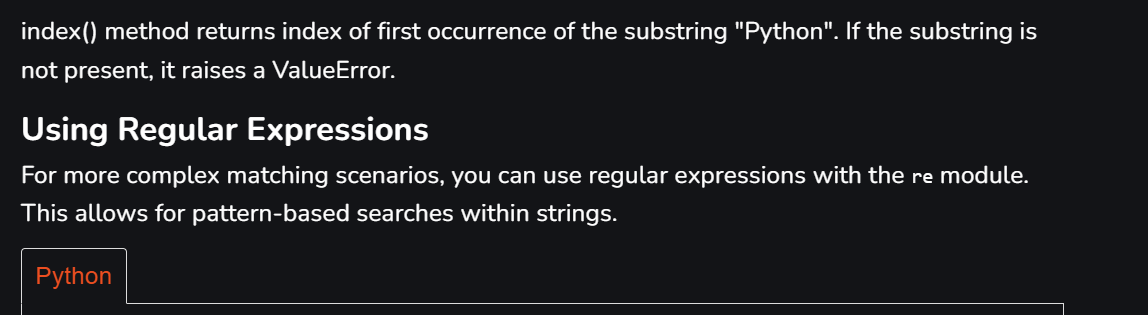 index() method returns index of first occurrence of the substring "Python". If the substring is
not present, it raises a ValueError.
Using Regular Expressions
For more complex matching scenarios, you can use regular expressions with the re module.
This allows for pattern-based searches within strings.
Python